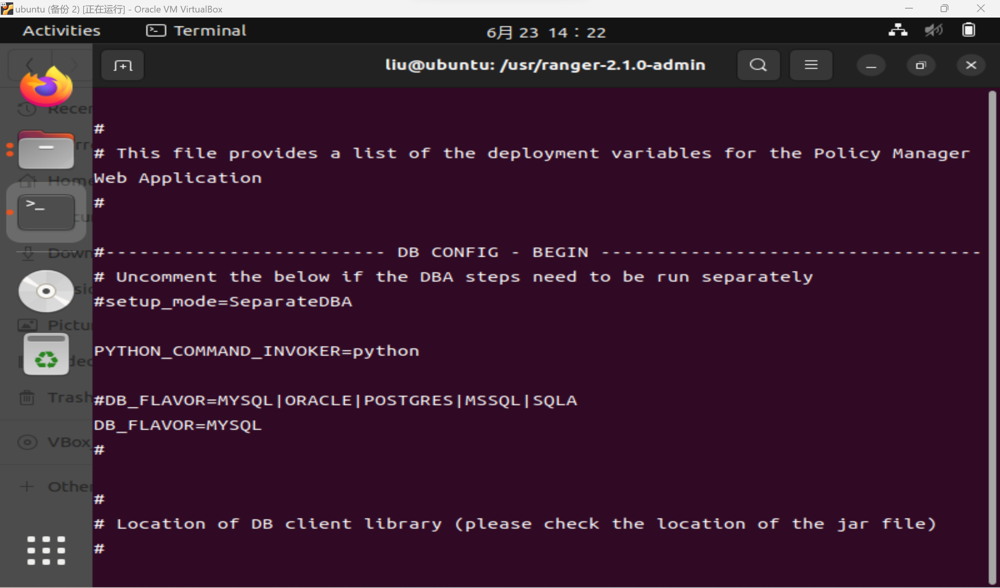 ubuntu (备份 2) [正在运行] - Oracle VM VirtualBox
Activities
Terminal
6月 23 14：22
liu@ubuntu: /usr/ranger-2.1.0-admin
#
# This file provides a list of the deployment variables for the Policy Manager
Web Application
#
#------------------------- DB CONFIG - BEGIN ----------------------------------
# Uncomment the below if the DBA steps need to be run separately
#setup_mode=SeparateDBA
PYTHON_COMMAND_INVOKER=python
#DB_FLAVOR=MYSQL|ORACLE|POSTGRES|MSSQL|SQLA
DB_FLAVOR=MYSQL
#
#
# Location of DB client library (please check the location of the jar file)
#
Recen
Home
Down
Pictu
Trash
VBox_
Other